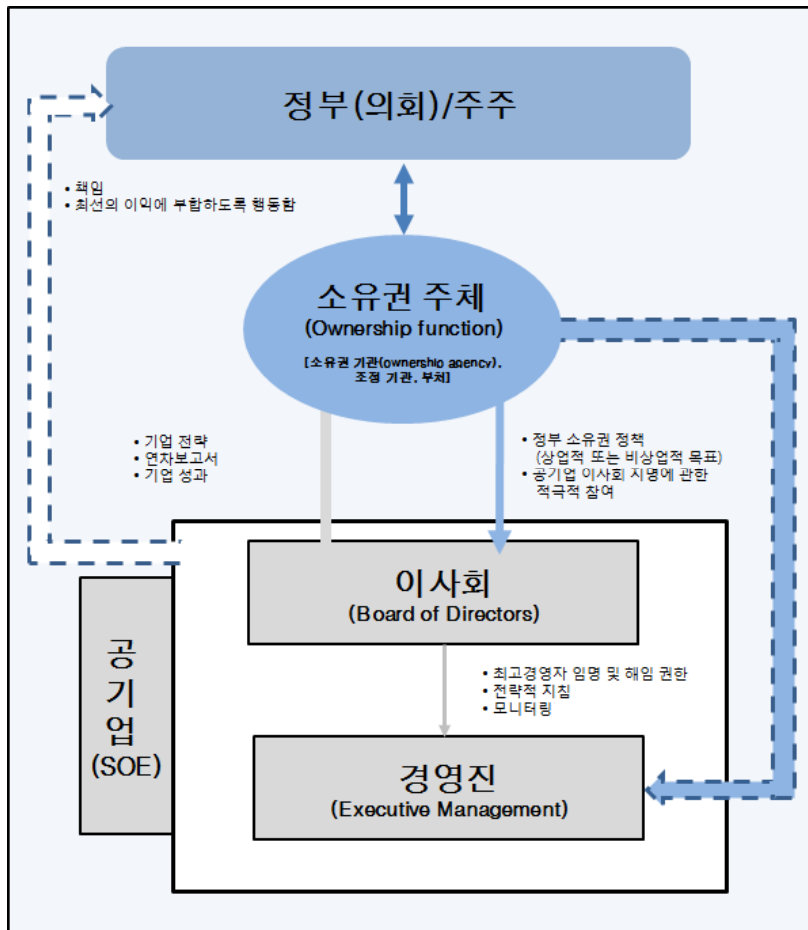 정부(의회)/주주
• 책임
• 최선의 이익에 부합하도록 행동함
소유권 주체
(Ownership function)
[소유권 기관(ownership agency),
조정 기관, 부처]
• 기업 전략
• 연차보고서
• 기업 성과
• 정부 소유권 정책
(상업적 또는 비상업적 목표)
• 공기업 이사회 지명에 관한
적극적 참여
이사회
(Board of Directors)
공
기
업
(SOE)
• 최고경영자 임명 및 해임 권한
• 전략적 지침
• 모니터링
경영진
(Executive Management)